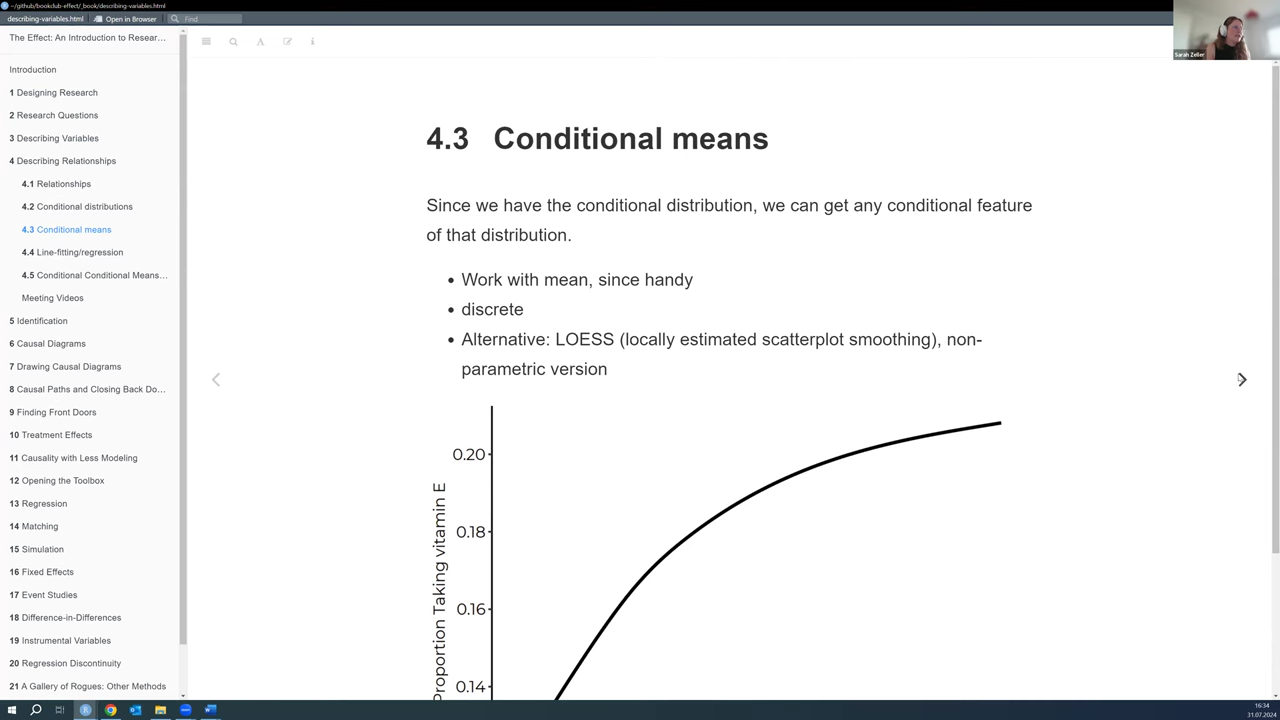 ~/github/bookclub-effect/_book/describing-variables.html
describing-variables.html
Open in Browser
Find
The Effect: An Introduction to Resear...
Introduction
1 Designing Research
2 Research Questions
3 Describing Variables
4 Describing Relationships
4.1 Relationships
4.2 Conditional distributions
4.3 Conditional means
4.4 Line-fitting/regression
4.5 Conditional Conditional Means...
Meeting Videos
5 Identification
6 Causal Diagrams
7 Drawing Causal Diagrams
8 Causal Paths and Closing Back Do...
9 Finding Front Doors
10 Treatment Effects
11 Causality with Less Modeling
12 Opening the Toolbox
13 Regression
14 Matching
15 Simulation
16 Fixed Effects
17 Event Studies
18 Difference-in-Differences
19 Instrumental Variables
20 Regression Discontinuity
21 A Gallery of Rogues: Other Methods
Sarah Zeller
4.3 Conditional means
Since we have the conditional distribution, we can get any conditional feature
of that distribution.
• Work with mean, since handy
• discrete
• Alternative: LOESS (locally estimated scatterplot smoothing), non-
parametric version
Proportion Taking vitamin E
0.20
0.18
0.16
0.14
16:34
31.07.2024